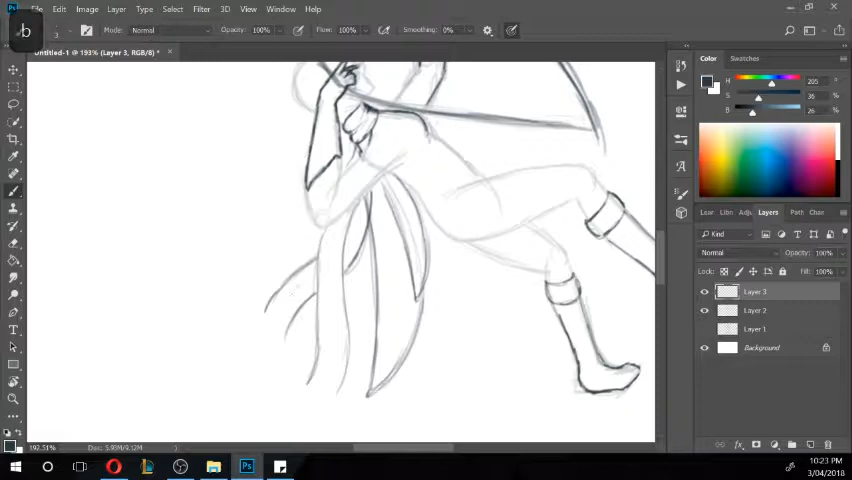 File Edit Image Layer Type Select Filter 3D View Window Help
b
Mode: Normal Opacity: 100% Flow: 100% Smoothing: 0%
Untitled-1 @ 193% (Layer 3, RGB/8) *
Color Swatches
H 205 °
S 36 %
B 26 %
Lear Libr Adju Layers Path Chan
Kind
Normal Opacity: 100%
Lock: Fill: 100%
Layer 3
Layer 2
Layer 1
Background
192.51% Doc: 5.93M/9.12M
10:23 PM
3/04/2018